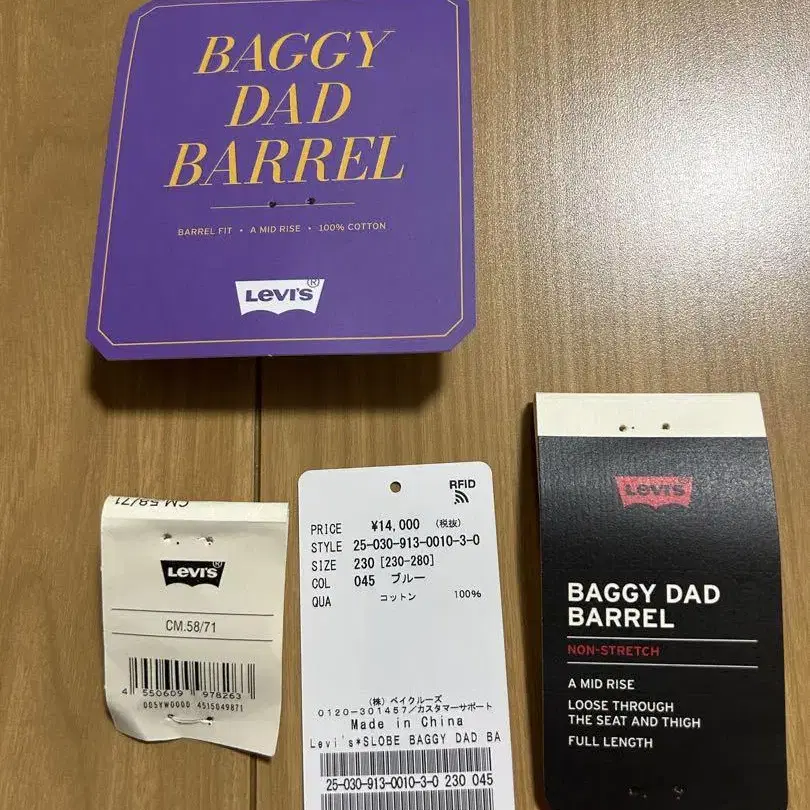 BAGGY
DAD
BARREL
BARREL FIT • A MID RISE • 100% COTTON
LEVI'S®
CM.58/71
LEVI'S®
CM.58/71
4 550609 978263
005YW0000 4515049871
RFID
PRICE ¥14,000 (税抜)
STYLE 25-030-913-0010-3-0
SIZE 230 [230-280]
COL 045 ブルー
QUA コットン 100%
(株) ベイクルーズ
0120-301457/カスタマーサポート
Made in China
Levi's*SLOBE BAGGY DAD BA
25-030-913-0010-3-0 230 045
LEVI'S
BAGGY DAD
BARREL
NON-STRETCH
A MID RISE
LOOSE THROUGH
THE SEAT AND THIGH
FULL LENGTH